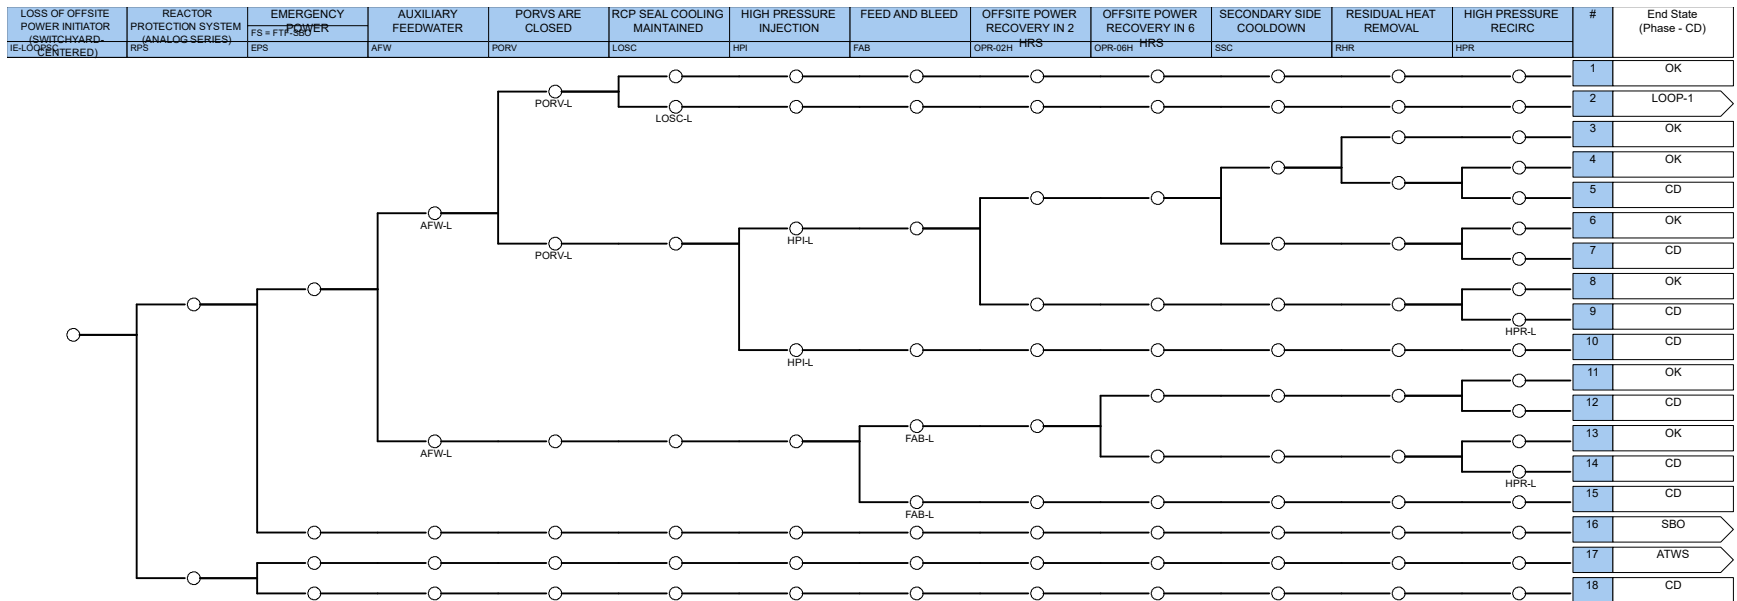 LOSS OF OFFSITE
POWER INITIATOR
(SWITCHYARD-
CENTERED)
IE-LOOPSC
REACTOR
PROTECTION SYSTEM
(ANALOG SERIES)
RPS
EMERGENCY
POWER
FS = FTF-SBO
EPS
AUXILIARY
FEEDWATER
AFW
PORVS ARE
CLOSED
PORV
RCP SEAL COOLING
MAINTAINED
LOSC
HIGH PRESSURE
INJECTION
HPI
FEED AND BLEED
FAB
OFFSITE POWER
RECOVERY IN 2
HRS
OPR-02H
OFFSITE POWER
RECOVERY IN 6
HRS
OPR-06H
SECONDARY SIDE
COOLDOWN
SSC
RESIDUAL HEAT
REMOVAL
RHR
HIGH PRESSURE
RECIRC
HPR
#
End State
(Phase - CD)
1 OK
PORV-L
2 LOOP-1
LOSC-L
3 OK
4 OK
5 CD
AFW-L
6 OK
HPI-L
PORV-L
7 CD
8 OK
9 CD
HPR-L
10 CD
HPI-L
11 OK
12 CD
13 OK
FAB-L
AFW-L
14 CD
HPR-L
15 CD
FAB-L
16 SBO
17 ATWS
18 CD